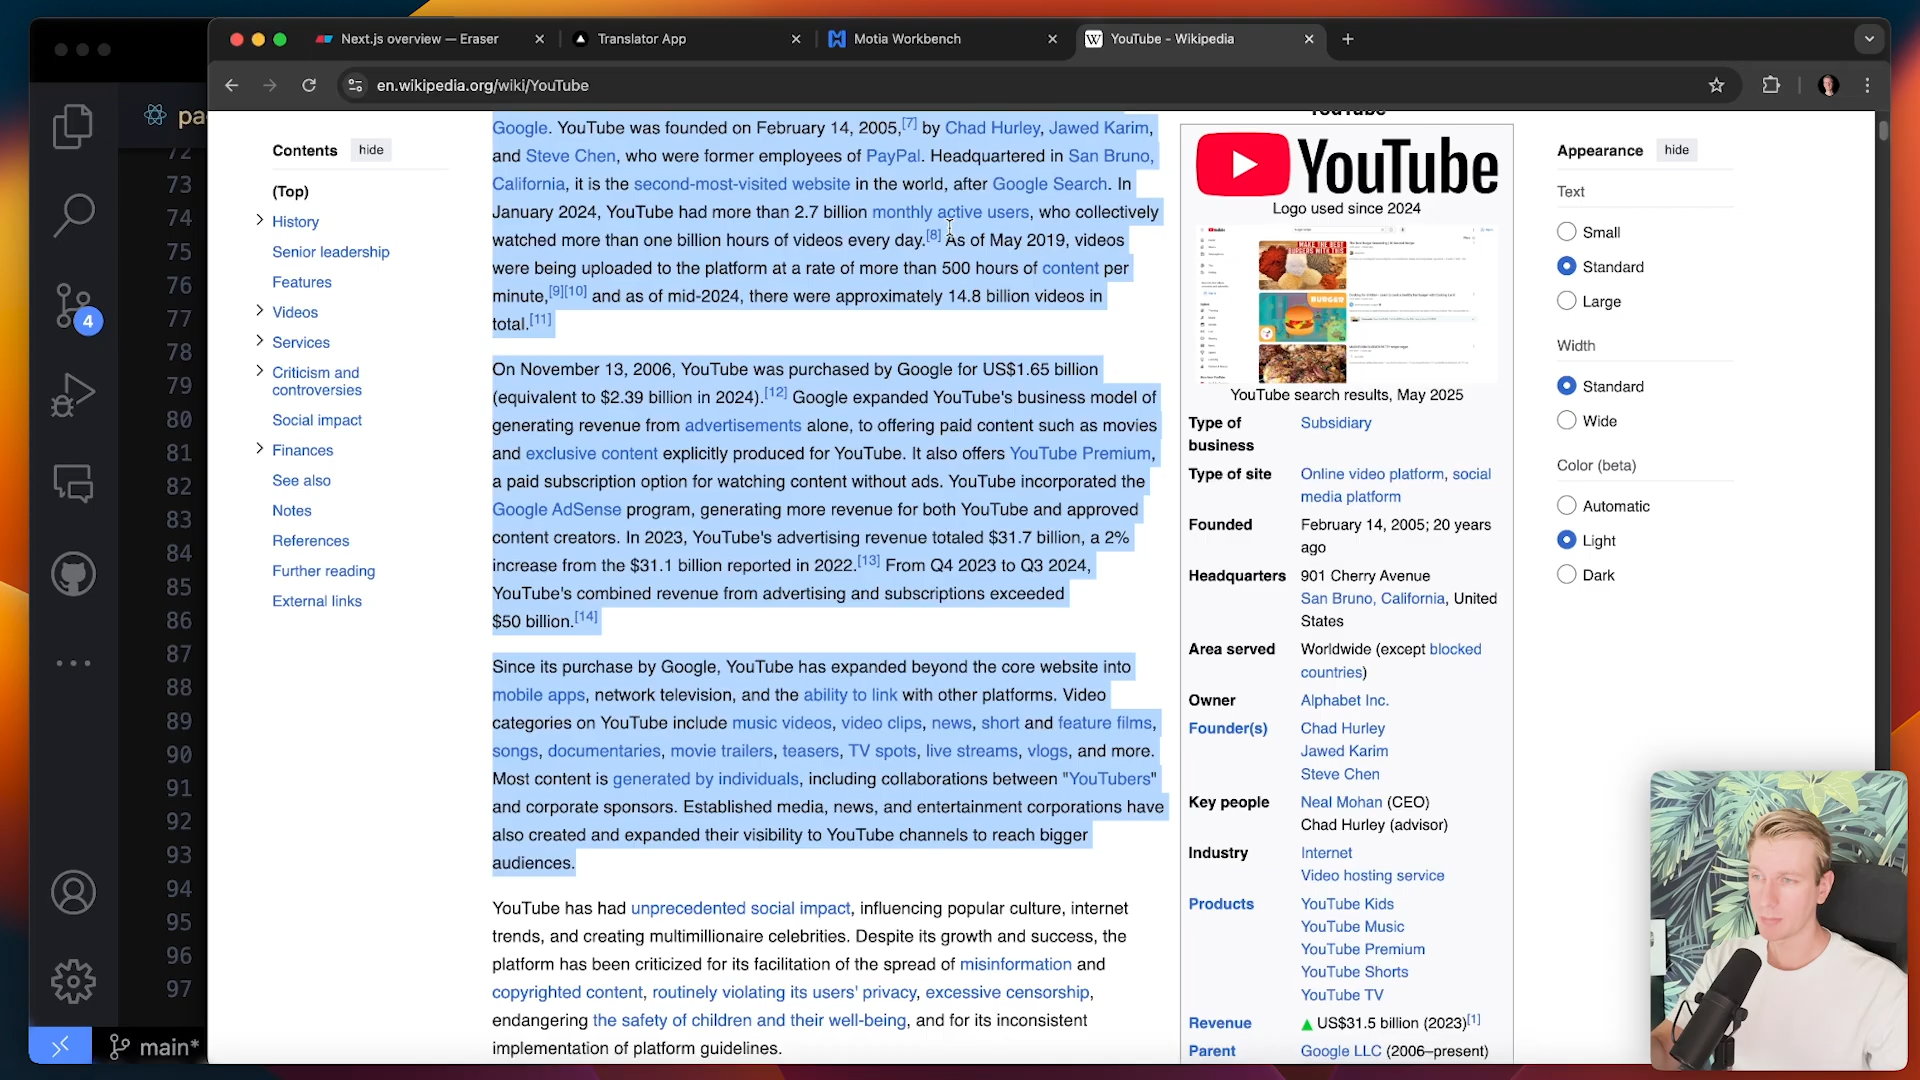 Next.js overview — Eraser
Translator App
Motia Workbench
YouTube - Wikipedia
en.wikipedia.org/wiki/YouTube
pa
72
73
74
75
76
77
78
79
80
81
82
83
84
85
86
87
88
89
90
91
92
93
94
95
96
97
4
main*
Contents hide
(Top)
History
Senior leadership
Features
Videos
Services
Criticism and
controversies
Social impact
Finances
See also
Notes
References
Further reading
External links
Google. YouTube was founded on February 14, 2005,[7] by Chad Hurley, Jawed Karim,
and Steve Chen, who were former employees of PayPal. Headquartered in San Bruno,
California, it is the second-most-visited website in the world, after Google Search. In
January 2024, YouTube had more than 2.7 billion monthly active users, who collectively
watched more than one billion hours of videos every day.[8] As of May 2019, videos
were being uploaded to the platform at a rate of more than 500 hours of content per
minute,[9][10] and as of mid-2024, there were approximately 14.8 billion videos in
total.[11]
On November 13, 2006, YouTube was purchased by Google for US$1.65 billion
(equivalent to $2.39 billion in 2024).[12] Google expanded YouTube's business model of
generating revenue from advertisements alone, to offering paid content such as movies
and exclusive content explicitly produced for YouTube. It also offers YouTube Premium,
a paid subscription option for watching content without ads. YouTube incorporated the
Google AdSense program, generating more revenue for both YouTube and approved
content creators. In 2023, YouTube's advertising revenue totaled $31.7 billion, a 2%
increase from the $31.1 billion reported in 2022.[13] From Q4 2023 to Q3 2024,
YouTube's combined revenue from advertising and subscriptions exceeded
$50 billion.[14]
Since its purchase by Google, YouTube has expanded beyond the core website into
mobile apps, network television, and the ability to link with other platforms. Video
categories on YouTube include music videos, video clips, news, short and feature films,
songs, documentaries, movie trailers, teasers, TV spots, live streams, vlogs, and more.
Most content is generated by individuals, including collaborations between "YouTubers"
and corporate sponsors. Established media, news, and entertainment corporations have
also created and expanded their visibility to YouTube channels to reach bigger
audiences.
YouTube has had unprecedented social impact, influencing popular culture, internet
trends, and creating multimillionaire celebrities. Despite its growth and success, the
platform has been criticized for its facilitation of the spread of misinformation and
copyrighted content, routinely violating its users' privacy, excessive censorship,
endangering the safety of children and their well-being, and for its inconsistent
implementation of platform guidelines.
YouTube
YouTube
Logo used since 2024
YouTube search results, May 2025
Type of business Subsidiary
Type of site Online video platform, social
media platform
Founded February 14, 2005; 20 years
ago
Headquarters 901 Cherry Avenue
San Bruno, California, United
States
Area served Worldwide (except blocked
countries)
Owner Alphabet Inc.
Founder(s) Chad Hurley
Jawed Karim
Steve Chen
Key people Neal Mohan (CEO)
Chad Hurley (advisor)
Industry Internet
Video hosting service
Products YouTube Kids
YouTube Music
YouTube Premium
YouTube Shorts
YouTube TV
Revenue US$31.5 billion (2023)[1]
Parent Google LLC (2006–present)
Appearance hide
Text
Small
Standard
Large
Width
Standard
Wide
Color (beta)
Automatic
Light
Dark